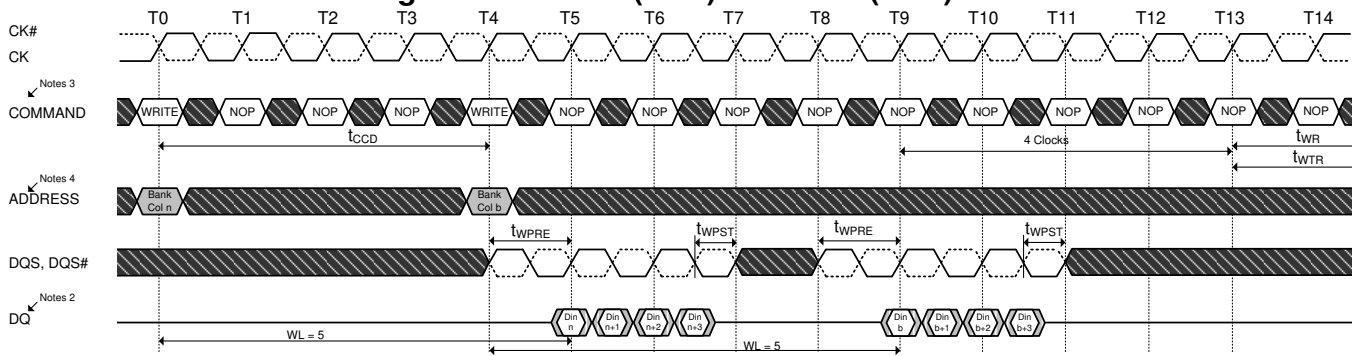 T0 T1 T2 T3 T4 T5 T6 T7 T8 T9 T10 T11 T12 T13 T14
CK#
CK
Notes 3
COMMAND
WRITE NOP NOP NOP WRITE NOP NOP NOP NOP NOP NOP NOP NOP NOP NOP
tCCD
4 Clocks
tWR
tWTR
Notes 4
ADDRESS
Bank Col n
Bank Col b
tWPRE
tWPST
tWPRE
tWPST
DQS, DQS#
Notes 2
DQ
Din n
Din n+1
Din n+2
Din n+3
Din b
Din b+1
Din b+2
Din b+3
WL = 5
WL = 5